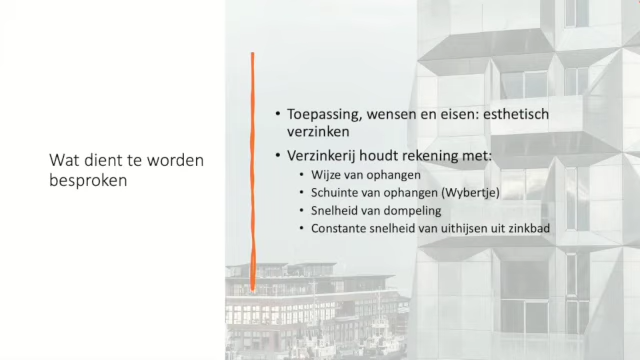 Wat dient te worden
besproken
• Toepassing, wensen en eisen: esthetisch
verzinken
• Verzinkerij houdt rekening met:
• Wijze van ophangen
• Schuinte van ophangen (Wybertje)
• Snelheid van dompeling
• Constante snelheid van uithijsen uit zinkbad